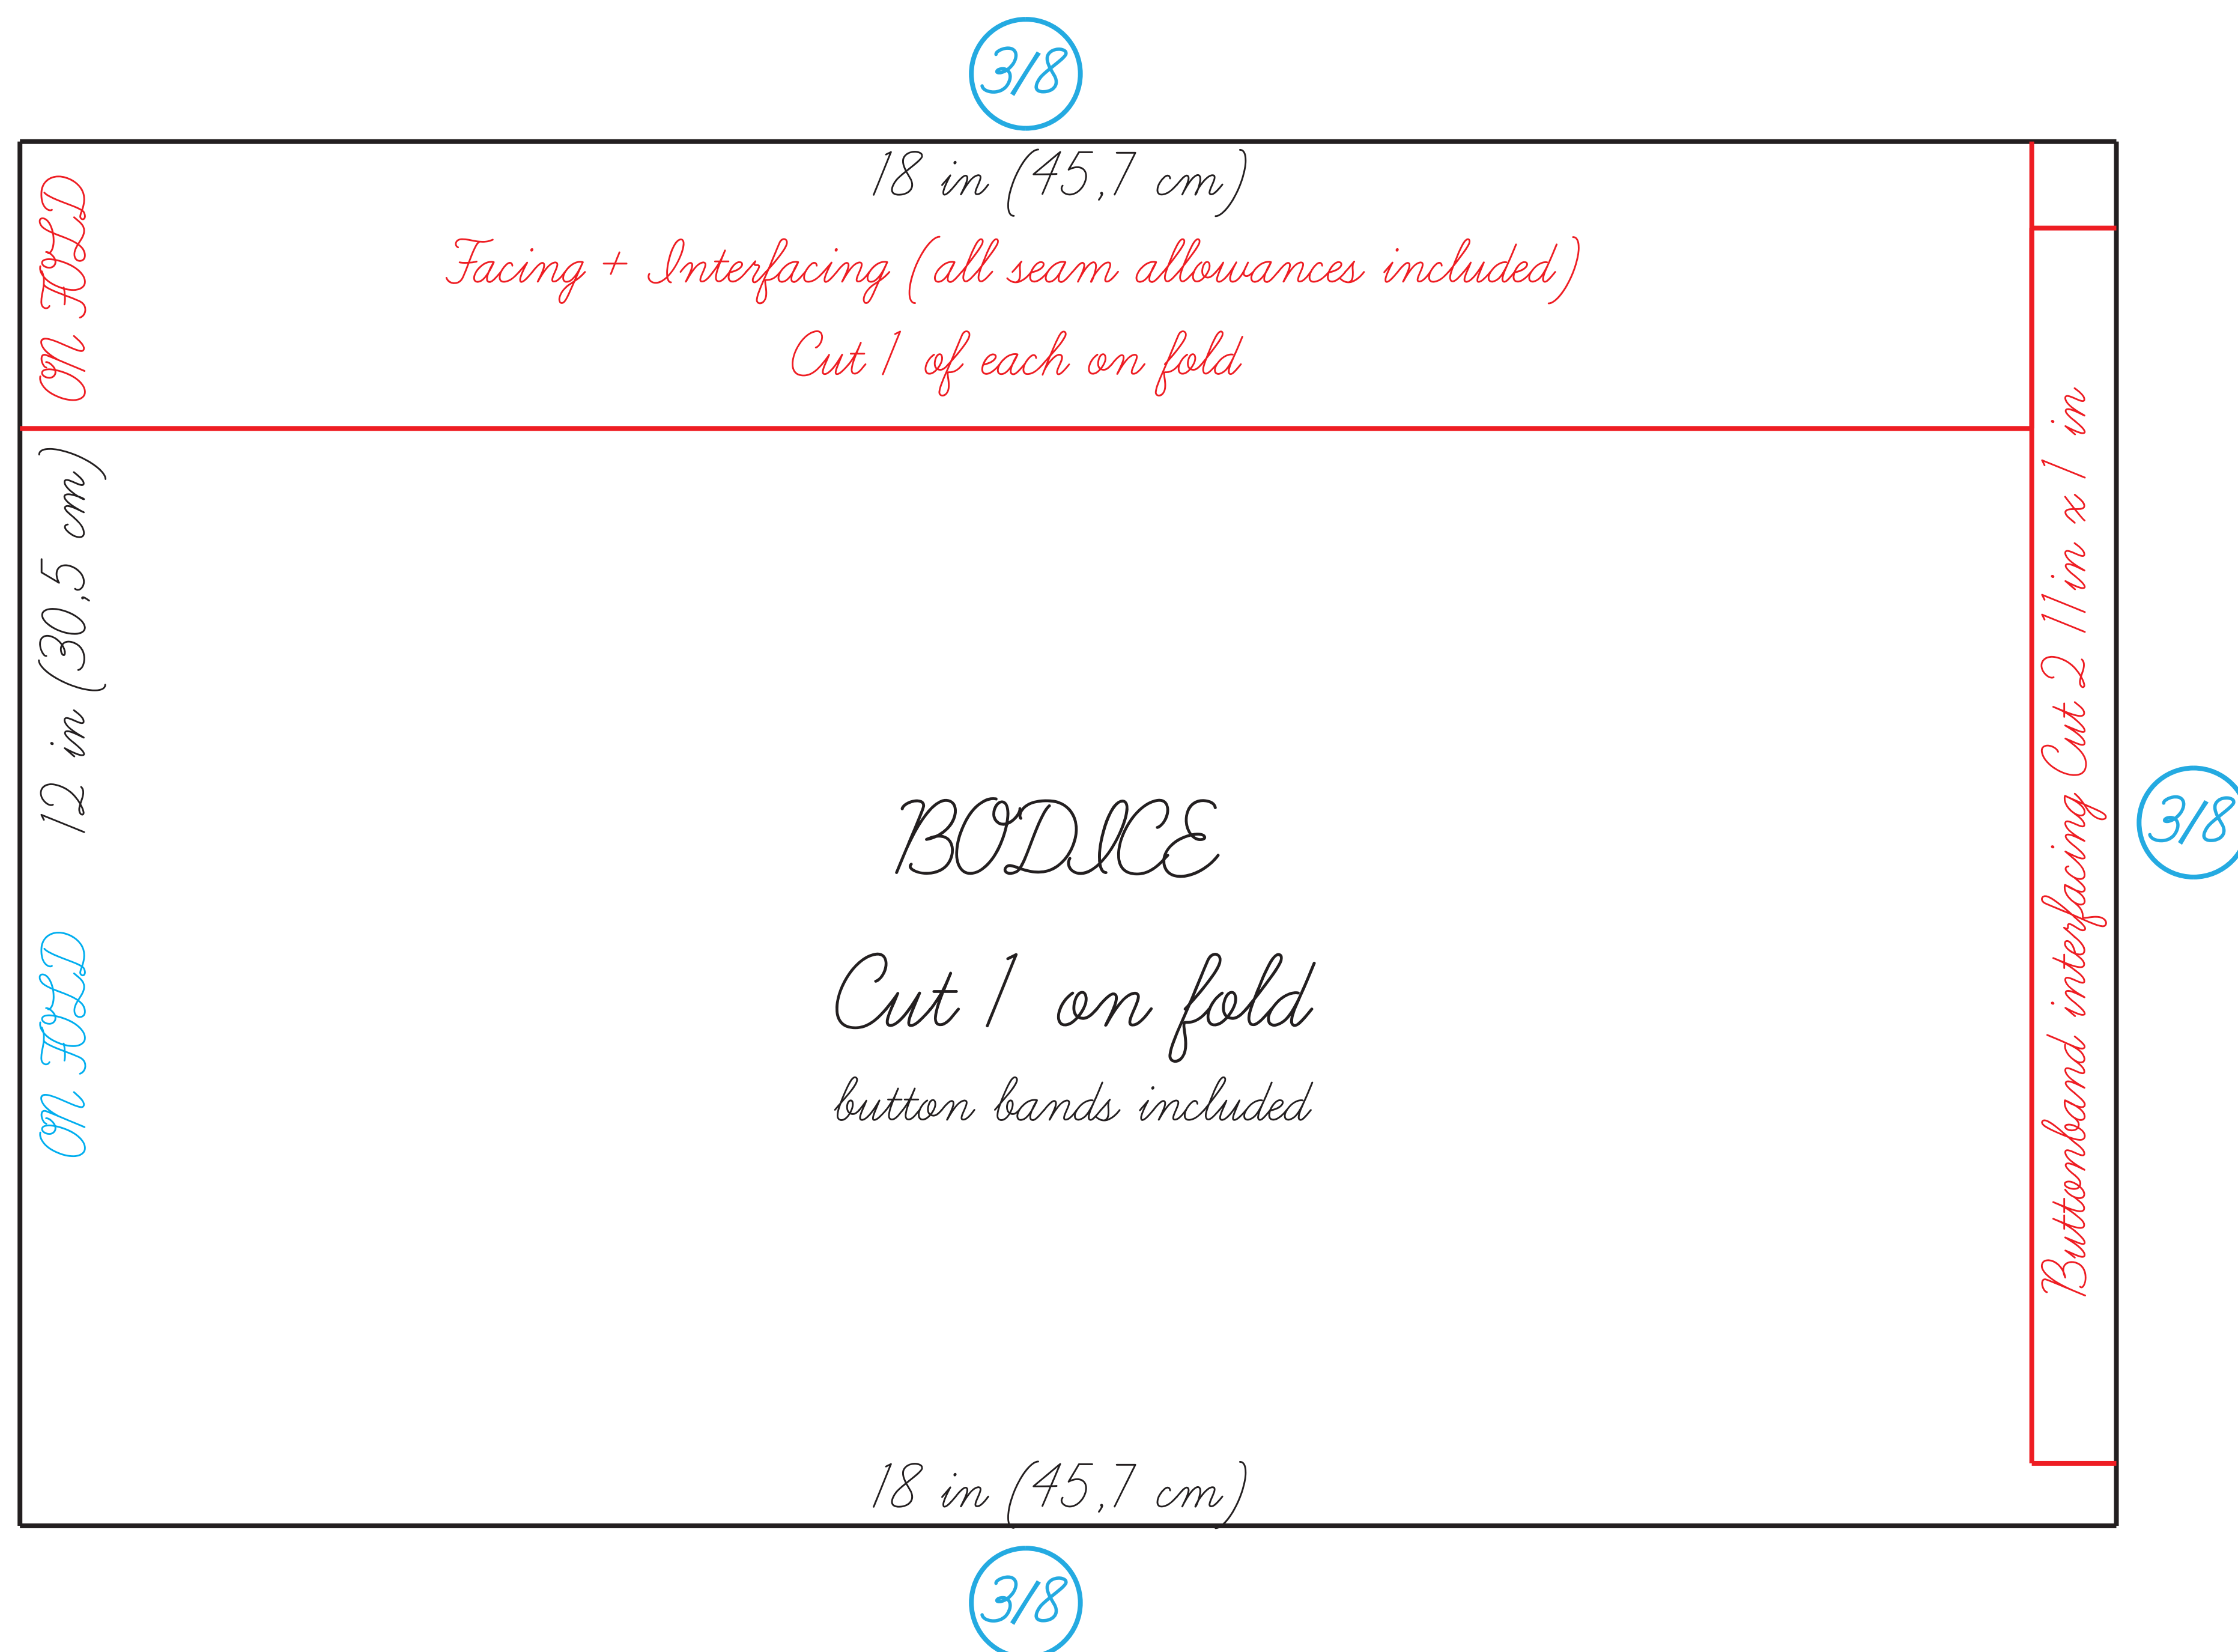 3/8
18 in (45,7 cm)
Facing + Interfacing (all seam allowances included)
Cut 1 of each on fold
ON FOLD
12 in (30,5 cm)
ON FOLD
BODICE
Cut 1 on fold
button bands included
Buttonband interfacing Cut 2 11in x 1 in
3/8
18 in (45,7 cm)
3/8